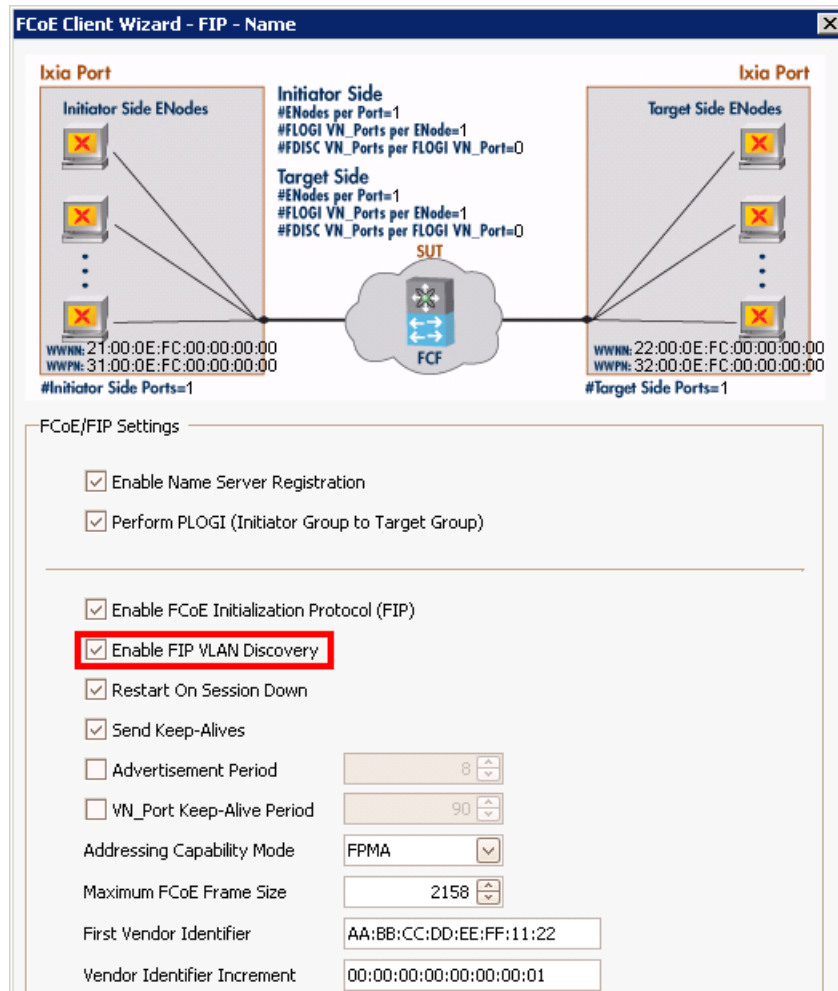 FCoE Client Wizard - FIP - Name
Ixia Port
Ixia Port
Initiator Side ENodes
Initiator Side
#ENodes per Port=1
#FLOGI VN_Ports per ENode=1
#FDISC VN_Ports per FLOGI VN_Port=0
Target Side
#ENodes per Port=1
#FLOGI VN_Ports per ENode=1
#FDISC VN_Ports per FLOGI VN_Port=0
Target Side ENodes
SUT
FCF
WWNN: 21:00:0E:FC:00:00:00:00
WWPN: 31:00:0E:FC:00:00:00:00
#Initiator Side Ports=1
WWNN: 22:00:0E:FC:00:00:00:00
WWPN: 32:00:0E:FC:00:00:00:00
#Target Side Ports=1
FCoE/FIP Settings
Enable Name Server Registration
Perform PLOGI (Initiator Group to Target Group)
Enable FCoE Initialization Protocol (FIP)
Enable FIP VLAN Discovery
Restart On Session Down
Send Keep-Alives
Advertisement Period 8
VN_Port Keep-Alive Period 90
Addressing Capability Mode FPMA
Maximum FCoE Frame Size 2158
First Vendor Identifier AA:BB:CC:DD:EE:FF:11:22
Vendor Identifier Increment 00:00:00:00:00:00:00:01